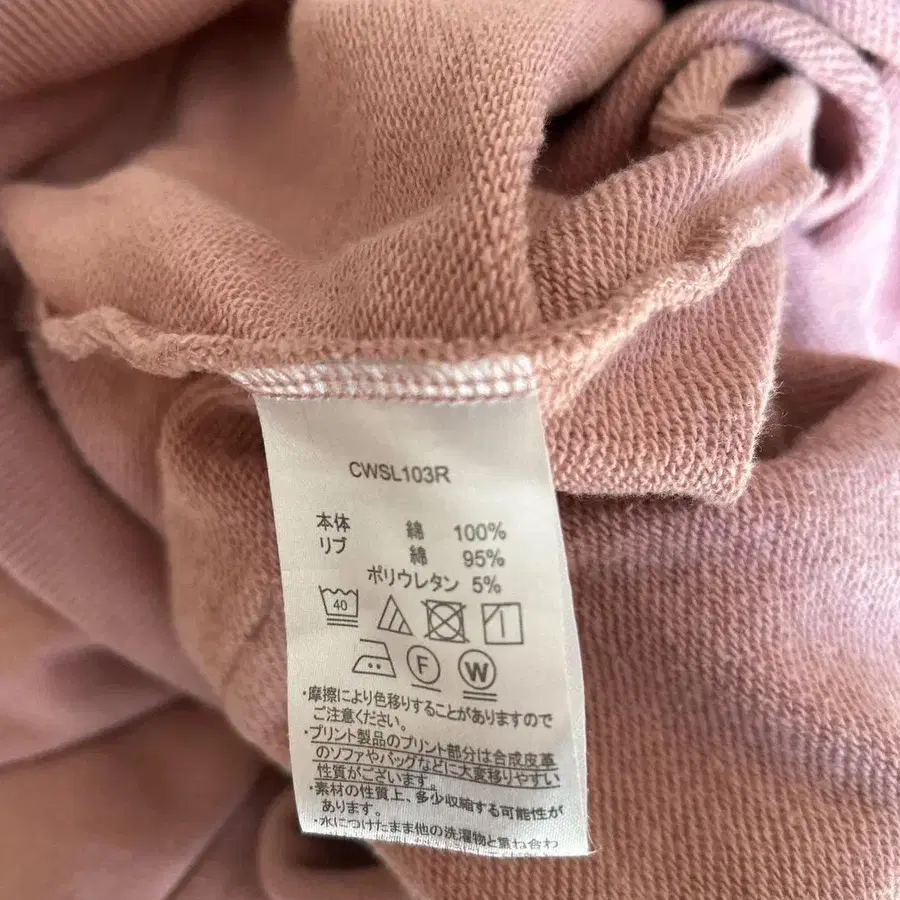 CWSL103R
本体 綿 100%
リブ 綿 95%
ポリウレタン 5%
40
F W
・摩擦により色移りすることがありますので
ご注意ください。
・プリント製品のプリント部分は合成皮革
のソファやバッグなどに大変移りやすい
性質がございます。
・素材の性質上、多少収縮する可能性が
あります。
・水につけたまま他の洗濯物と重ね合わ